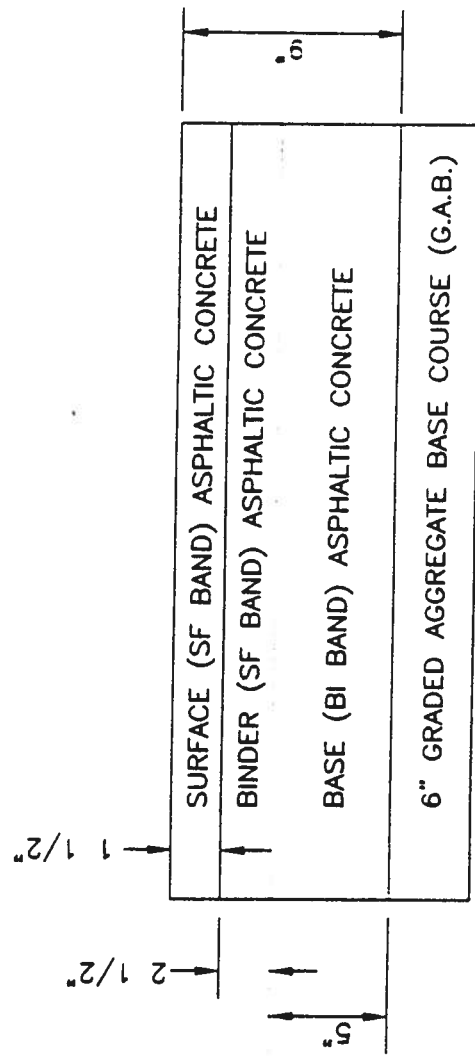 SURFACE (SF BAND) ASPHALTIC CONCRETE
BINDER (SF BAND) ASPHALTIC CONCRETE
BASE (BI BAND) ASPHALTIC CONCRETE
6" GRADED AGGREGATE BASE COURSE (G.A.B.)
1 1/2"
2 1/2"
5"
9"